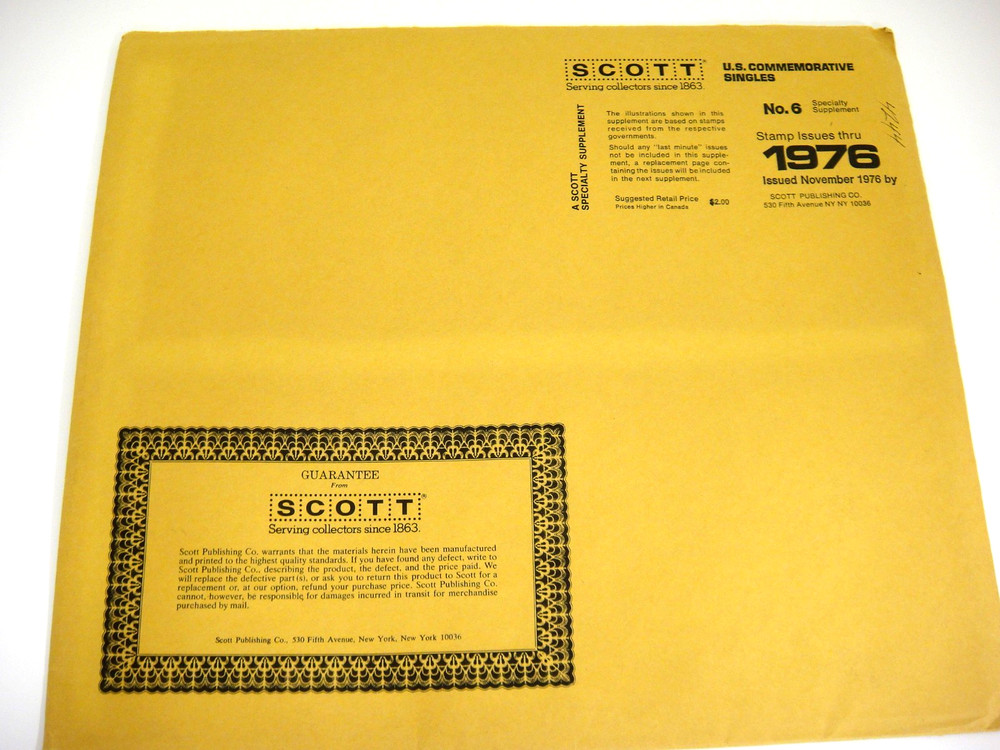 SCOTT®
Serving collectors since 1863.
U.S. COMMEMORATIVE
SINGLES
A SCOTT
SPECIALTY SUPPLEMENT
The illustrations shown in this
supplement are based on stamps
received from the respective
governments.
Should any "last minute" issues
not be included in this supple-
ment, a replacement page con-
taining the issues will be included
in the next supplement.
Suggested Retail Price $2.00
Prices Higher in Canada
No. 6 Specialty
Supplement
Stamp Issues thru
1976
Issued November 1976 by
SCOTT PUBLISHING CO.
530 Fifth Avenue NY NY 10036
GUARANTEE
From
SCOTT®
Serving collectors since 1863.
Scott Publishing Co. warrants that the materials herein have been manufactured
and printed to the highest quality standards. If you have found any defect, write to
Scott Publishing Co., describing the product, the defect, and the price paid. We
will replace the defective part(s), or ask you to return this product to Scott for a
replacement or, at our option, refund your purchase price. Scott Publishing Co.
cannot, however, be responsible for damages incurred in transit for merchandise
purchased by mail.
Scott Publishing Co., 530 Fifth Avenue, New York, New York 10036